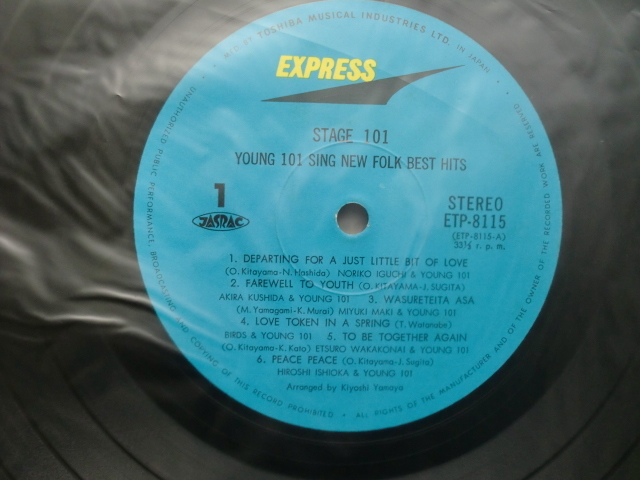 MFD. BY TOSHIBA MUSICAL INDUSTRIES LTD. IN JAPAN • ALL RIGHTS OF THE MANUFACTURER AND OF THE OWNER OF THE RECORDED WORK ARE RESERVED
UNAUTHORIZED PUBLIC PERFORMANCE, BROADCASTING AND COPYING OF THIS RECORD PROHIBITED •
EXPRESS
STAGE 101
YOUNG 101 SING NEW FOLK BEST HITS
1
JASRAC
STEREO
ETP-8115
(ETP-8115-A)
33⅓ r. p. m.
1. DEPARTING FOR A JUST LITTLE BIT OF LOVE
(O. Kitayama-N. Hashida) NORIKO IGUCHI & YOUNG 101
2. FAREWELL TO YOUTH (O. KITAYAMA-J. SUGITA)
AKIRA KUSHIDA & YOUNG 101 3. WASURETEITA ASA
(M. Yamagami-K. Murai) MIYUKI MAKI & YOUNG 101
4. LOVE TOKEN IN A SPRING (T. Watanabe)
BIRDS & YOUNG 101 5. TO BE TOGETHER AGAIN
(O. Kitayama-K. Kato) ETSURO WAKAKONAI & YOUNG 101
6. PEACE PEACE (O. Kitayama-J. Sugita)
HIROSHI ISHIOKA & YOUNG 101
Arranged by Kiyoshi Yamaya